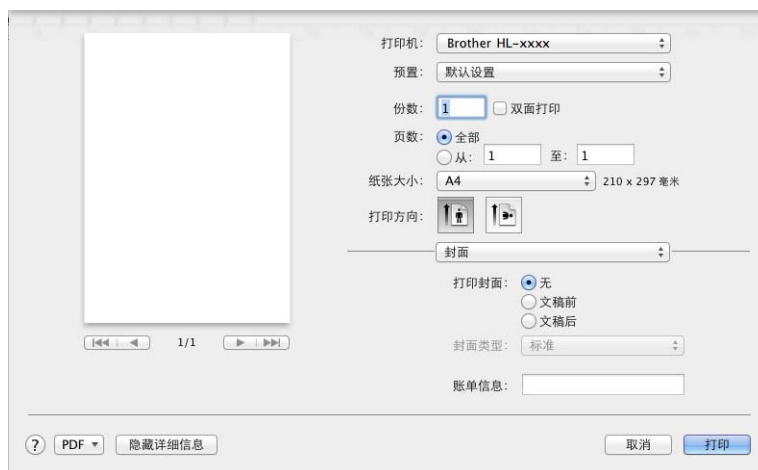 打印机： Brother HL-xxxx
预置： 默认设置
份数： 1 双面打印
页数： 全部
从： 1 至： 1
纸张大小： A4 210 x 297 毫米
打印方向：
封面
打印封面： 无
文稿前
文稿后
1/1
封面类型： 标准
账单信息：
? PDF 隐藏详细信息 取消 打印